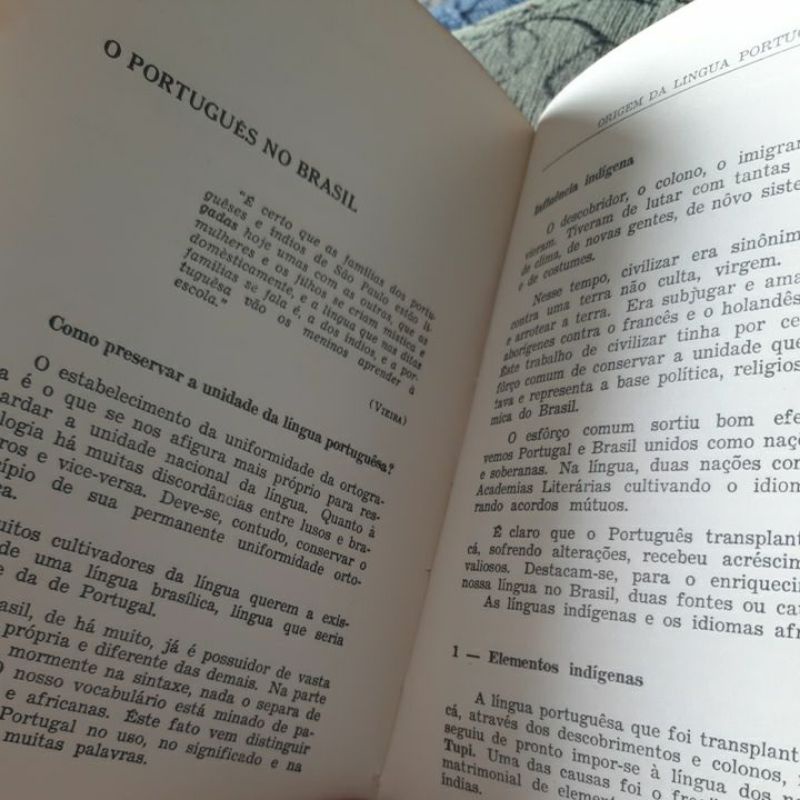 O PORTUGUÊS NO BRASIL
"É certo que as famílias dos portu-
guêses e índios de São Paulo estão li-
gadas hoje umas com as outras, que as
mulheres e os filhos se criam mística e
domèsticamente, e a língua que nas ditas
famílias se fala é, a dos índios, e a por-
tuguêsa vão os meninos aprender à
escola."
(VIEIRA)
Como preservar a unidade da língua portuguêsa?
O estabelecimento da uniformidade da ortogra-
a é o que se nos afigura mais próprio para res-
ardar a unidade nacional da língua. Quanto à
ologia há muitas discordâncias entre lusos e bra-
ros e vice-versa. Deve-se, contudo, conservar o
cípio de sua permanente uniformidade orto-
ca.
uitos cultivadores da língua querem a exis-
de uma língua brasílica, língua que seria
e da de Portugal.
asil, de há muito, já é possuidor de vasta
própria e diferente das demais. Na parte
mormente na sintaxe, nada o separa de
O nosso vocabulário está minado de pa-
e africanas. Êste fato vem distinguir
Portugal no uso, no significado e na
muitas palavras.
ORIGEM DA LÍNGUA PORTUGU
Influência indígena
O descobridor, o colono, o imigran
vieram. Tiveram de lutar com tantas
de clima, de novas gentes, de nôvo siste
e de costumes.
Nesse tempo, civilizar era sinônim
contra uma terra não culta, virgem.
e arrotear a terra. Era subjugar e ama
aborígenes contra o francês e o holandês
Êste trabalho de civilizar tinha por ce
fôrço comum de conservar a unidade que
tava e representa a base política, religios
mica do Brasil.
O esfôrço comum sortiu bom efe
vemos Portugal e Brasil unidos como naçõ
e soberanas. Na língua, duas nações com
Academias Literárias cultivando o idiom
rando acordos mútuos.
É claro que o Português transplant
cá, sofrendo alterações, recebeu acréscim
valiosos. Destacam-se, para o enriqueci
nossa língua no Brasil, duas fontes ou cau
As línguas indígenas e os idiomas afri
1 — Elementos indígenas
A língua portuguêsa que foi transplant
cá, através dos descobrimentos e colonos,
seguiu de pronto impor-se à língua dos n
Tupi. Uma das causas foi o fre
matrimonial de element
índias.